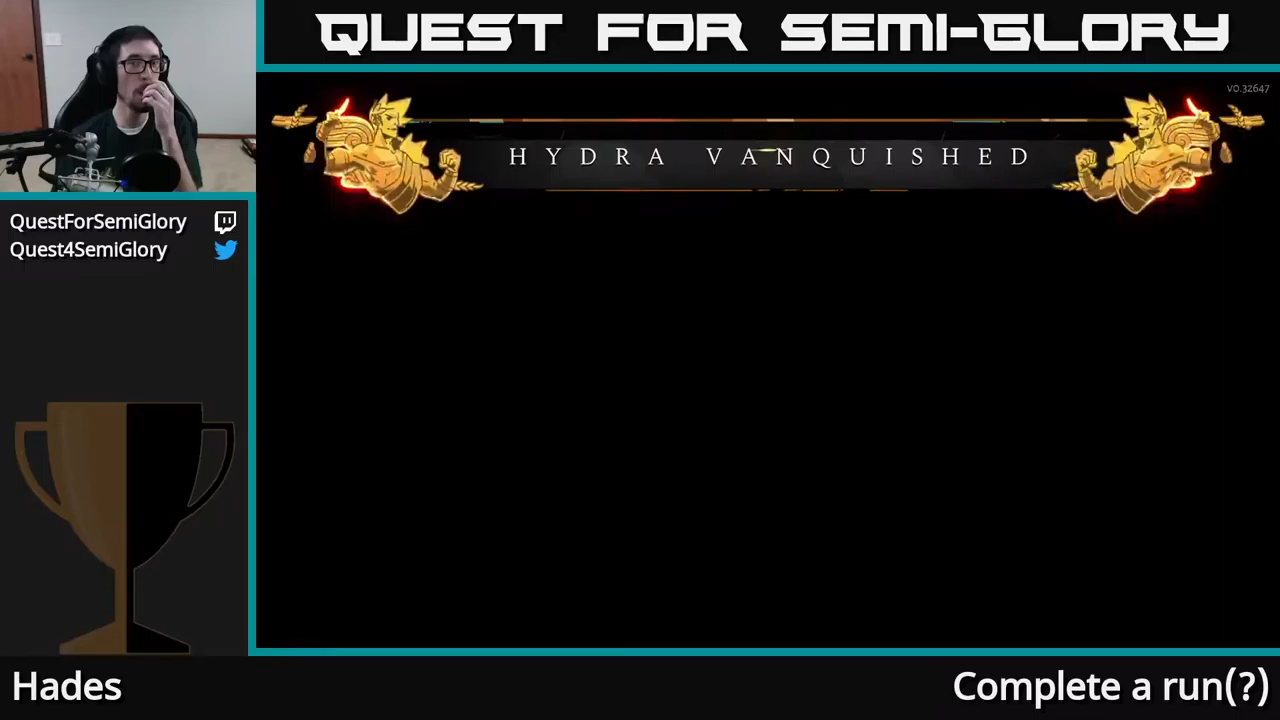 QUEST FOR SEMI-GLORY
V0.32647
HYDRA VANQUISHED
QuestForSemiGlory
Quest4SemiGlory
Hades
Complete a run(?)